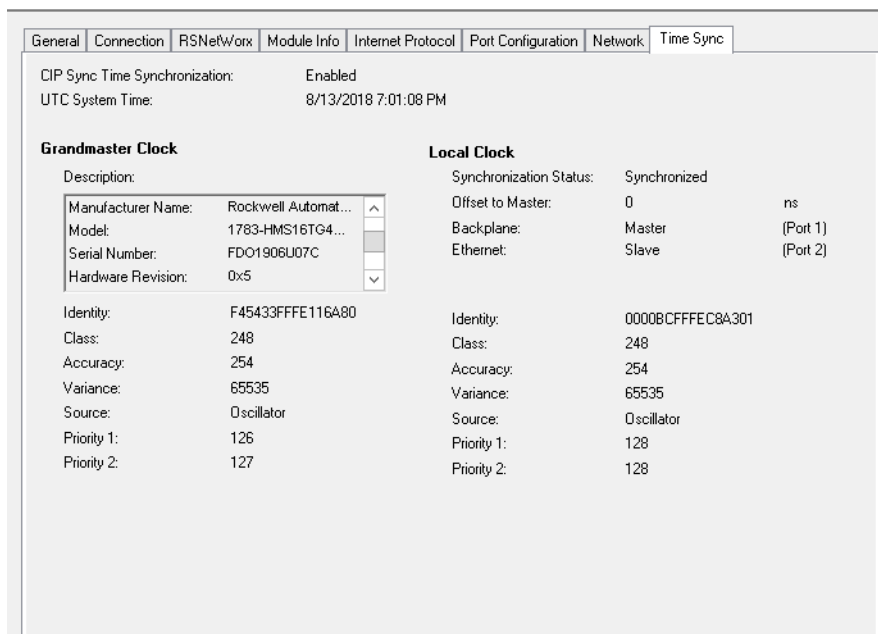 General Connection RSNetWorx Module Info Internet Protocol Port Configuration Network Time Sync
CIP Sync Time Synchronization: Enabled
UTC System Time: 8/13/2018 7:01:08 PM
Grandmaster Clock
Description:
Manufacturer Name: Rockwell Automat...
Model: 1783-HMS16TG4...
Serial Number: FDO1906U07C
Hardware Revision: 0x5
Identity: F45433FFFE116A80
Class: 248
Accuracy: 254
Variance: 65535
Source: Oscillator
Priority 1: 126
Priority 2: 127
Local Clock
Synchronization Status: Synchronized
Offset to Master: 0 ns
Backplane: Master (Port 1)
Ethernet: Slave (Port 2)
Identity: 0000BCFFFEC8A301
Class: 248
Accuracy: 254
Variance: 65535
Source: Oscillator
Priority 1: 128
Priority 2: 128